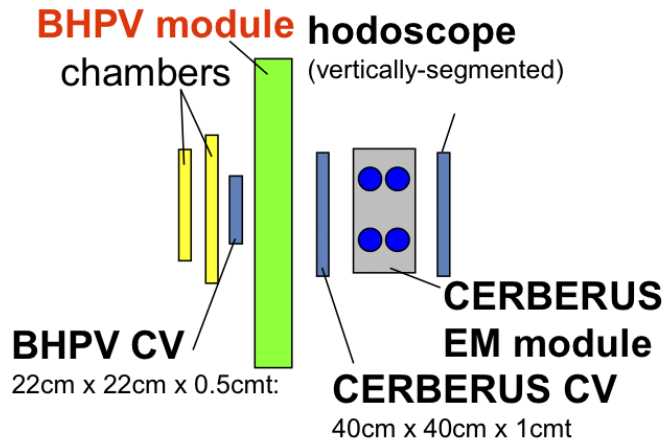 BHPV module
hodoscope
chambers
(vertically-segmented)
CERBERUS
EM module
BHPV CV
22cm x 22cm x 0.5cmt:
CERBERUS CV
40cm x 40cm x 1cmt